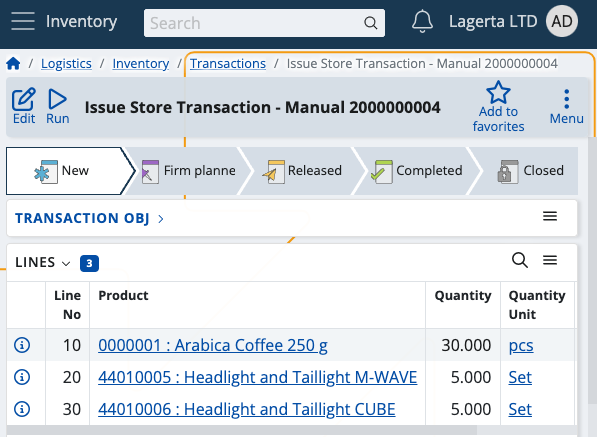 Inventory Search Lagerta LTD AD
/ Logistics / Inventory / Transactions / Issue Store Transaction - Manual 2000000004
Edit Run Issue Store Transaction - Manual 2000000004 Add to favorites Menu
New Firm planne Released Completed Closed
TRANSACTION OBJ >
LINES 3
Line No Product Quantity Quantity Unit
10 0000001 : Arabica Coffee 250 g 30.000 pcs
20 44010005 : Headlight and Taillight M-WAVE 5.000 Set
30 44010006 : Headlight and Taillight CUBE 5.000 Set